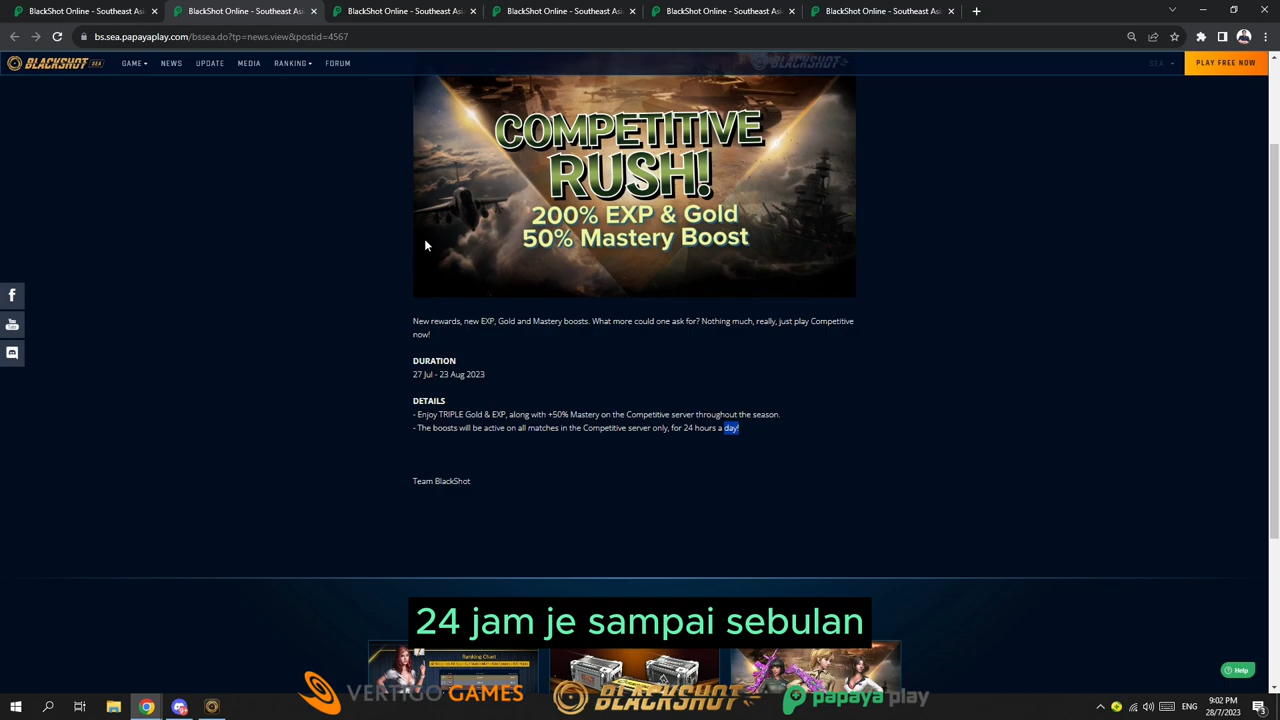 BlackShot Online - Southeast As
BlackShot Online - Southeast As
BlackShot Online - Southeast As
BlackShot Online - Southeast As
BlackShot Online - Southeast As
BlackShot Online - Southeast As
bs.sea.papayaplay.com/bssea.do?tp=news.view&postid=4567
BLACKSHOT SEA
GAME
NEWS
UPDATE
MEDIA
RANKING
FORUM
BLACKSHOT
SEA
PLAY FREE NOW
COMPETITIVE
RUSH!
200% EXP & Gold
50% Mastery Boost
New rewards, new EXP, Gold and Mastery boosts. What more could one ask for? Nothing much, really, just play Competitive
now!
DURATION
27 Jul - 23 Aug 2023
DETAILS
- Enjoy TRIPLE Gold & EXP, along with +50% Mastery on the Competitive server throughout the season.
- The boosts will be active on all matches in the Competitive server only, for 24 hours a day!
Team BlackShot
24 jam je sampai sebulan
Ranking Chart
Help
VERTIGO GAMES
BLACKSHOT
papaya play
ENG
9:02 PM
28/7/2023